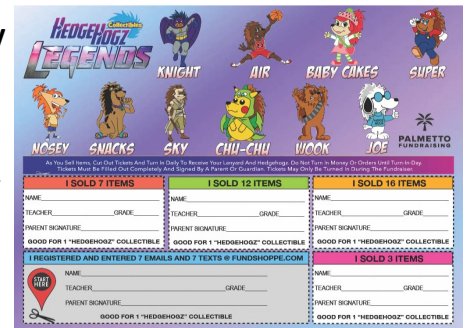 HEDGEHOGZ Collectibles
LEGENDS
KNIGHT
AIR
BABY CAKES
SUPER
NOSEY
SNACKS
SKY
CHU-CHU
WOOK
JOE
PALMETTO
FUNDRAISING
As You Sell Items, Cut Out Tickets And Turn In Daily To Receive Your Lanyard And Hedgehogz. Do Not Turn in Money Or Orders Until Turn-In-Day.
Tickets Must Be Filled Out Completely And Signed By A Parent Or Guardian. Tickets May Only Be Turned In During The Fundraiser.
I SOLD 7 ITEMS
NAME
TEACHER GRADE
PARENT SIGNATURE
GOOD FOR 1 "HEDGEHOGZ" COLLECTIBLE
I SOLD 12 ITEMS
NAME
TEACHER GRADE
PARENT SIGNATURE
GOOD FOR 1 "HEDGEHOGZ" COLLECTIBLE
I SOLD 16 ITEMS
NAME
TEACHER GRADE
PARENT SIGNATURE
GOOD FOR 1 "HEDGEHOGZ" COLLECTIBLE
I REGISTERED AND ENTERED 7 EMAILS AND 7 TEXTS @ FUNDSHOPPE.COM
START
HERE
NAME
TEACHER GRADE
PARENT SIGNATURE
GOOD FOR 1 "HEDGEHOGZ" COLLECTIBLE
I SOLD 3 ITEMS
NAME
TEACHER GRADE
PARENT SIGNATURE
GOOD FOR 1 "HEDGEHOGZ" COLLECTIBLE